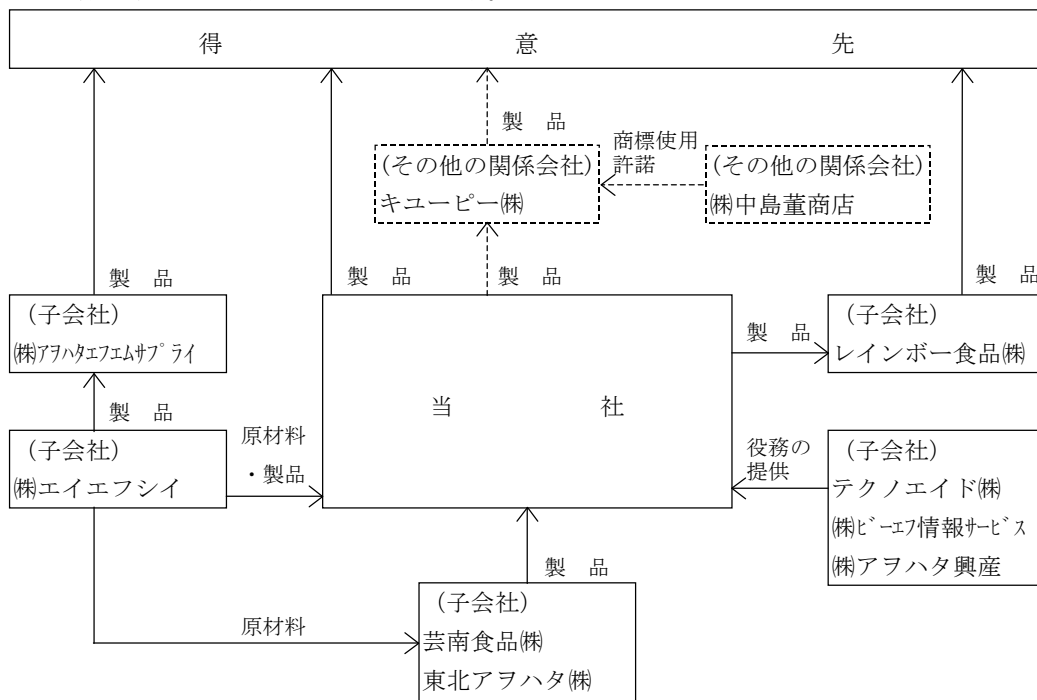 得 意 先
製 品
(その他の関係会社)
キユーピー㈱
商標使用
許諾
(その他の関係会社)
㈱中島董商店
製 品
製 品
製 品
製 品
(子会社)
㈱アヲハタエフエムサプライ
当 社
製 品
(子会社)
レインボー食品㈱
製 品
(子会社)
㈱エイエフシイ
原材料
・製品
役務の
提供
(子会社)
テクノエイド㈱
㈱ビーエフ情報サービス
㈱アヲハタ興産
製 品
原材料
(子会社)
芸南食品㈱
東北アヲハタ㈱